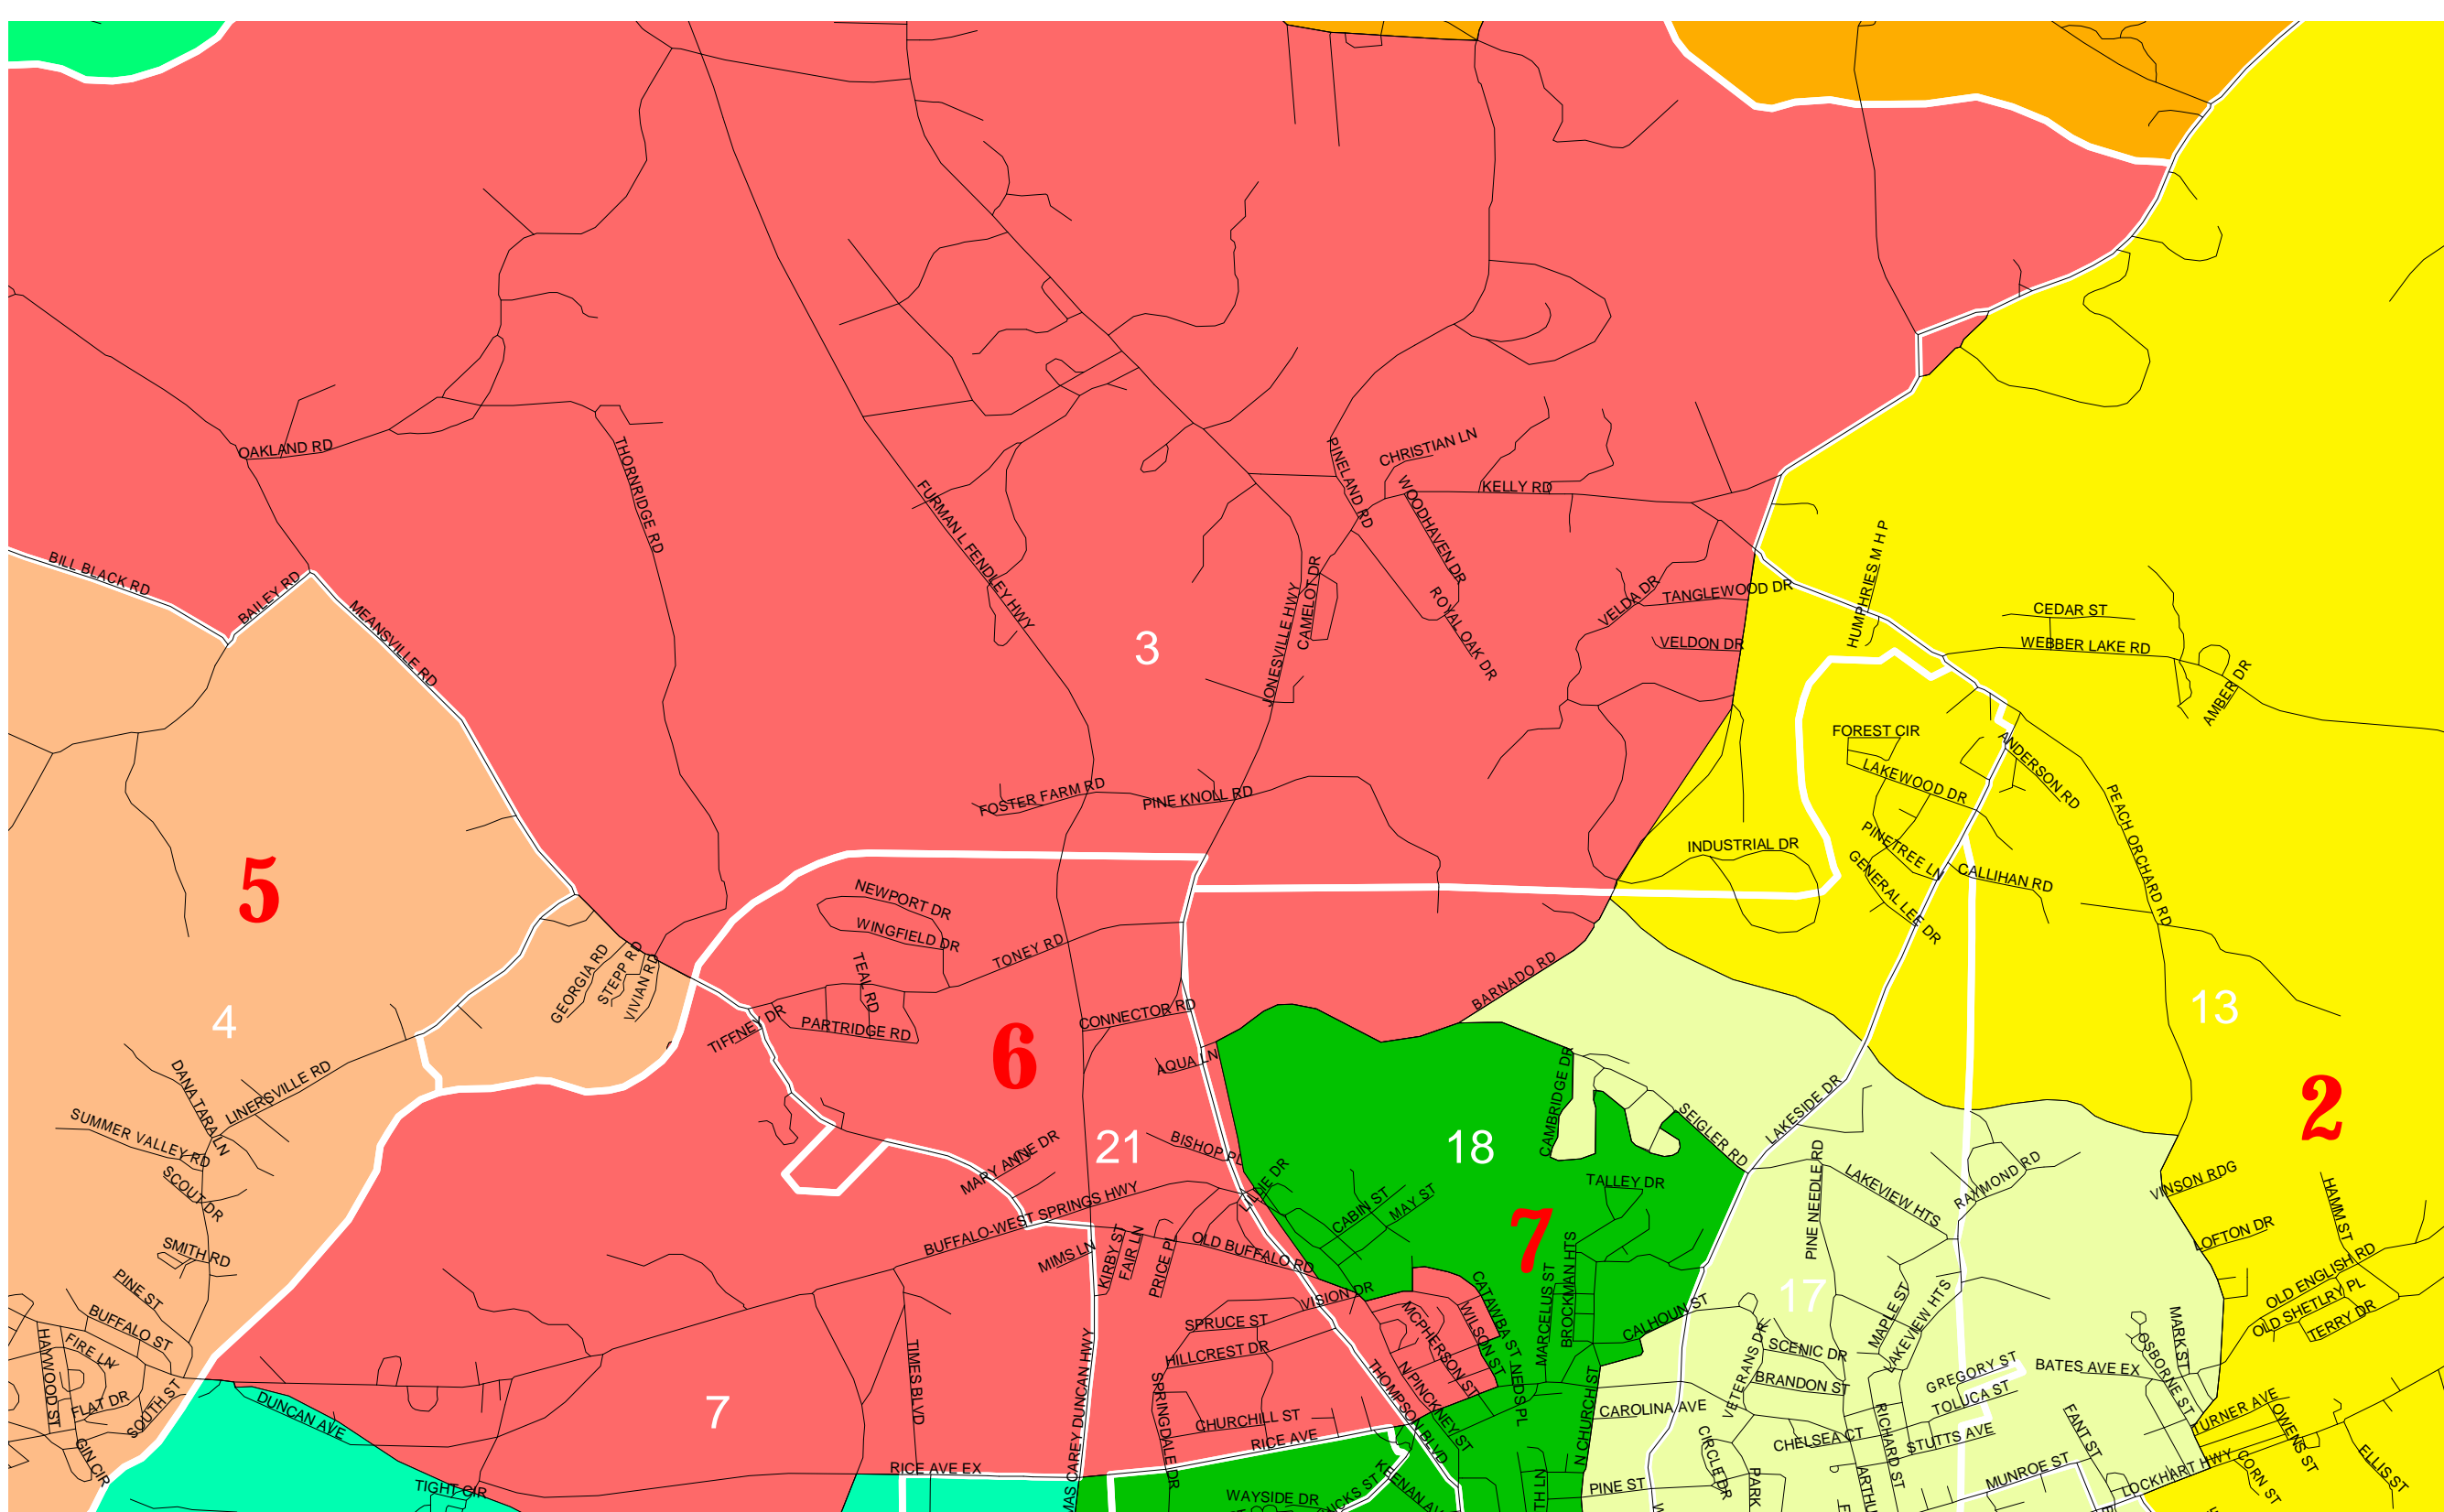 OAKLAND RD
THORNRIDGE RD
FURMAN L FENDLEY HWY
PINELAND RD
CHRISTIAN LN
WOODHAVEN DR
KELLY RD
BILL BLACK RD
BAILEY RD
MEANSVILLE RD
3
JONESVILLE HWY
CAMELOT DR
ROYAL OAK DR
VELDA DR
TANGLEWOOD DR
VELDON DR
HUMPHRIES M H P
CEDAR ST
WEBBER LAKE RD
AMBER DR
FOREST CIR
LAKEWOOD DR
ANDERSON RD
PEACH ORCHARD RD
FOSTER FARM RD
PINE KNOLL RD
INDUSTRIAL DR
PINETREE LN
GENERAL LEE DR
CALLIHAN RD
5
NEWPORT DR
WINGFIELD DR
TEAL RD
TONEY RD
GEORGIA RD
STEPP RD
VIVIAN RD
4
TIFFNEY DR
PARTRIDGE RD
6
CONNECTOR RD
AQUA LN
BARNADO RD
13
DANA TARA LN
LINERSVILLE RD
SUMMER VALLEY RD
SCOUT DR
SMITH RD
MARY ANNE DR
21
BISHOP PL
18
CAMBRIDGE DR
SEIGLER RD
LAKESIDE DR
2
LILLIE DR
CABIN ST
MAY ST
TALLEY DR
7
PINE NEEDLE RD
LAKEVIEW HTS
RAYMOND RD
VINSON RDG
HAMM ST
LOFTON DR
BUFFALO-WEST SPRINGS HWY
MIMS LN
KIRBY ST
FAIR LN
PRICE PL
OLD BUFFALO RD
VISION DR
CATAWBA ST
MARCELUS ST
BROCKMAN HTS
CALHOUN ST
17
MAPLE ST
LAKEVIEW HTS
OLD ENGLISH RD
OLD SHETLRY PL
TERRY DR
PINE ST
BUFFALO ST
FIRE LN
HAYWOOD ST
FLAT DR
SOUTH ST
GIN CIR
DUNCAN AVE
TIMES BLVD
7
SPRUCE ST
HILLCREST DR
SPRINGDALE DR
CHURCHILL ST
RICE AVE
MCPHERSON ST
WILSON ST
N PINCKNEY ST
THOMPSON BLVD
NEDS PL
N CHURCH ST
CAROLINA AVE
VETERANS DR
SCENIC DR
BRANDON ST
GREGORY ST
TOLUCA ST
BATES AVE EX
OSBORNE ST
MARK ST
TURNER AVE
OWENS ST
ELLIS ST
CORN ST
LOCKHART HWY
FANT ST
MUNROE ST
STUTTS AVE
RICHARD ST
CHELSEA CT
CIRCLE DR
PARK
ARTHU
PINE ST
TIGHT CIR
RICE AVE EX
MAS CAREY DUNCAN HWY
WAYSIDE DR
KEENAN AV